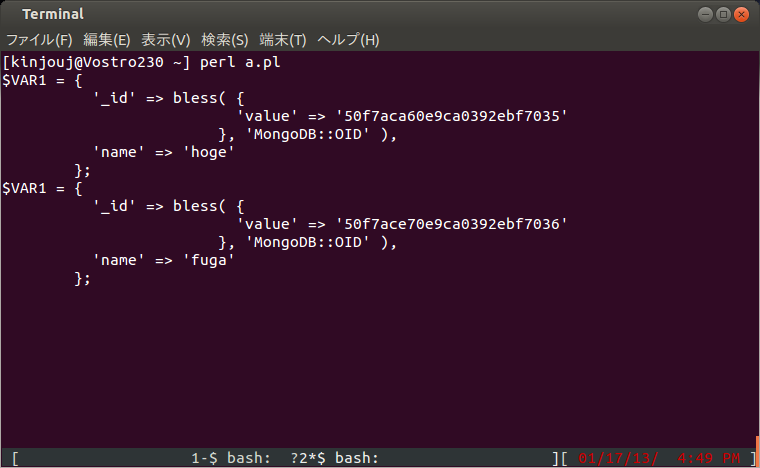 Terminal
ファイル(F) 編集(E) 表示(V) 検索(S) 端末(T) ヘルプ(H)
[kinjouj@Vostro230 ~] perl a.pl
$VAR1 = {
          '_id' => bless( {
                          'value' => '50f7aca60e9ca0392ebf7035'
                        }, 'MongoDB::OID' ),
          'name' => 'hoge'
        };
$VAR1 = {
          '_id' => bless( {
                          'value' => '50f7ace70e9ca0392ebf7036'
                        }, 'MongoDB::OID' ),
          'name' => 'fuga'
        };
[                   1-$ bash:  ?2*$ bash:                   ][ 01/17/13/  4:49 PM ]